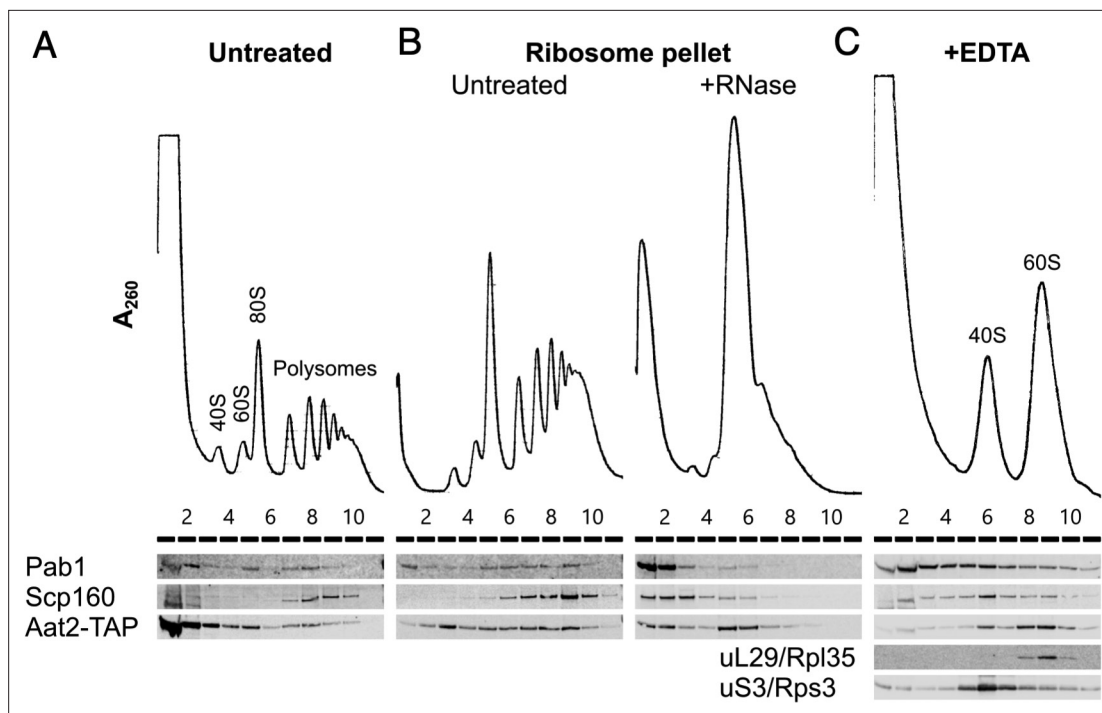 A
Untreated
B
Ribosome pellet
Untreated
+RNase
C
+EDTA
A260
40S
60S
80S
Polysomes
40S
60S
2 4 6 8 10
2 4 6 8 10
2 4 6 8 10
2 4 6 8 10
Pab1
Scp160
Aat2-TAP
uL29/Rpl35
uS3/Rps3